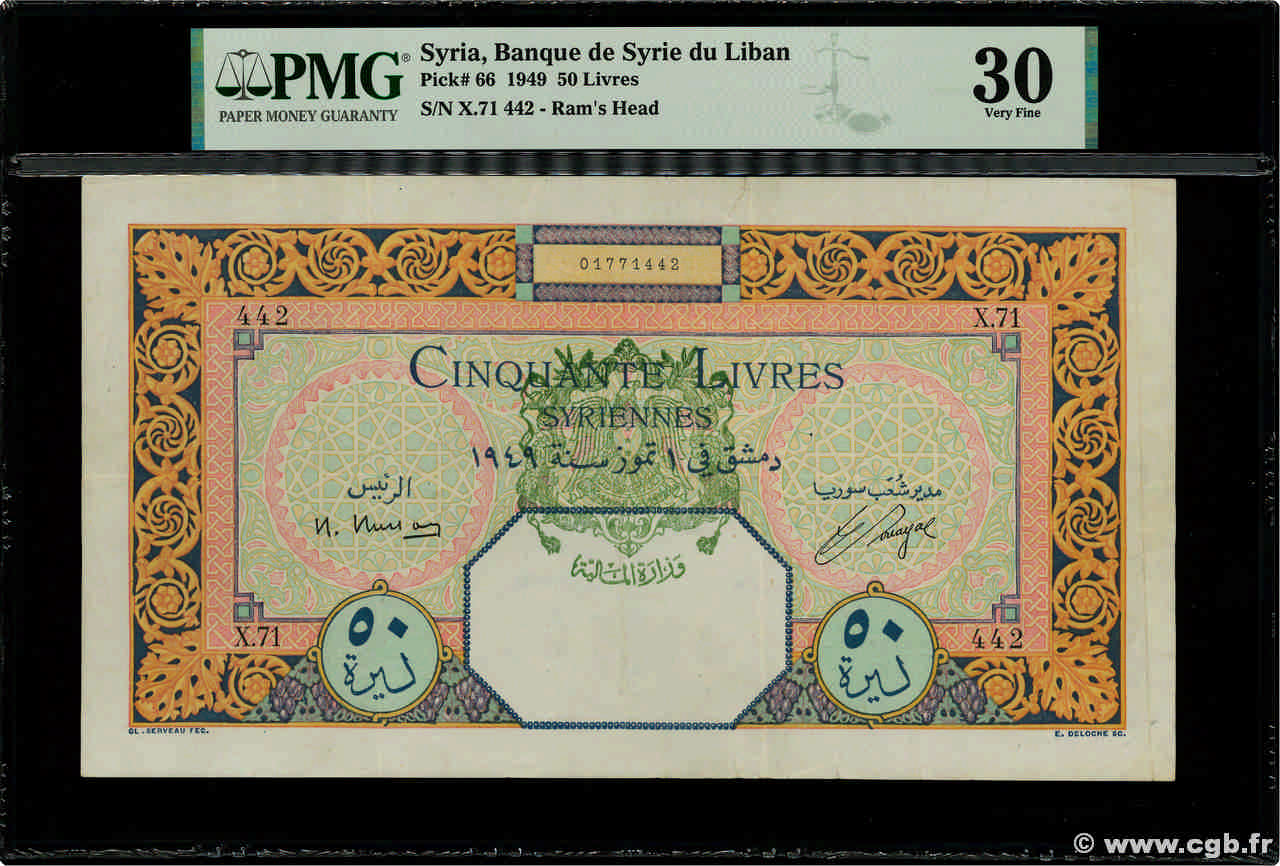 PMG®
PAPER MONEY GUARANTY
Syria, Banque de Syrie du Liban
Pick# 66 1949 50 Livres
S/N X.71 442 - Ram's Head
30
Very Fine
01771442
442
X.71
CINQUANTE LIVRES
SYRIENNES
دمشق في ١ تموز سنة ١٩٤٩
الرئيس
مدير شُعَب سوريا
وزارة المالية
X.71
442
٥٠
ليرة
٥٠
ليرة
GL. SERVEAU FEC.
E. DELOCHE SC.
© www.cgb.fr